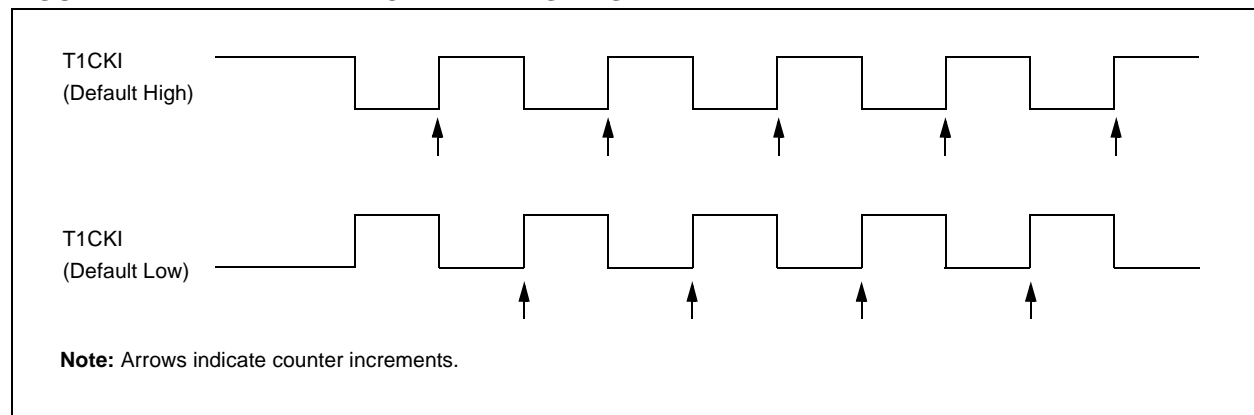 T1CKI
(Default High)
T1CKI
(Default Low)
Note: Arrows indicate counter increments.